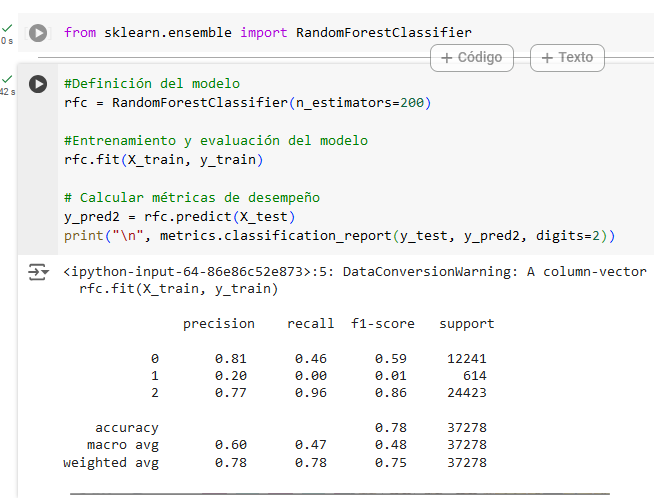 0 s
from sklearn.ensemble import RandomForestClassifier
+ Código + Texto
42 s
#Definición del modelo
rfc = RandomForestClassifier(n_estimators=200)
#Entrenamiento y evaluación del modelo
rfc.fit(X_train, y_train)
# Calcular métricas de desempeño
y_pred2 = rfc.predict(X_test)
print("\n", metrics.classification_report(y_test, y_pred2, digits=2))
<ipython-input-64-86e86c52e873>:5: DataConversionWarning: A column-vector
rfc.fit(X_train, y_train)
precision recall f1-score support
0 0.81 0.46 0.59 12241
1 0.20 0.00 0.01 614
2 0.77 0.96 0.86 24423
accuracy 0.78 37278
macro avg 0.60 0.47 0.48 37278
weighted avg 0.78 0.78 0.75 37278